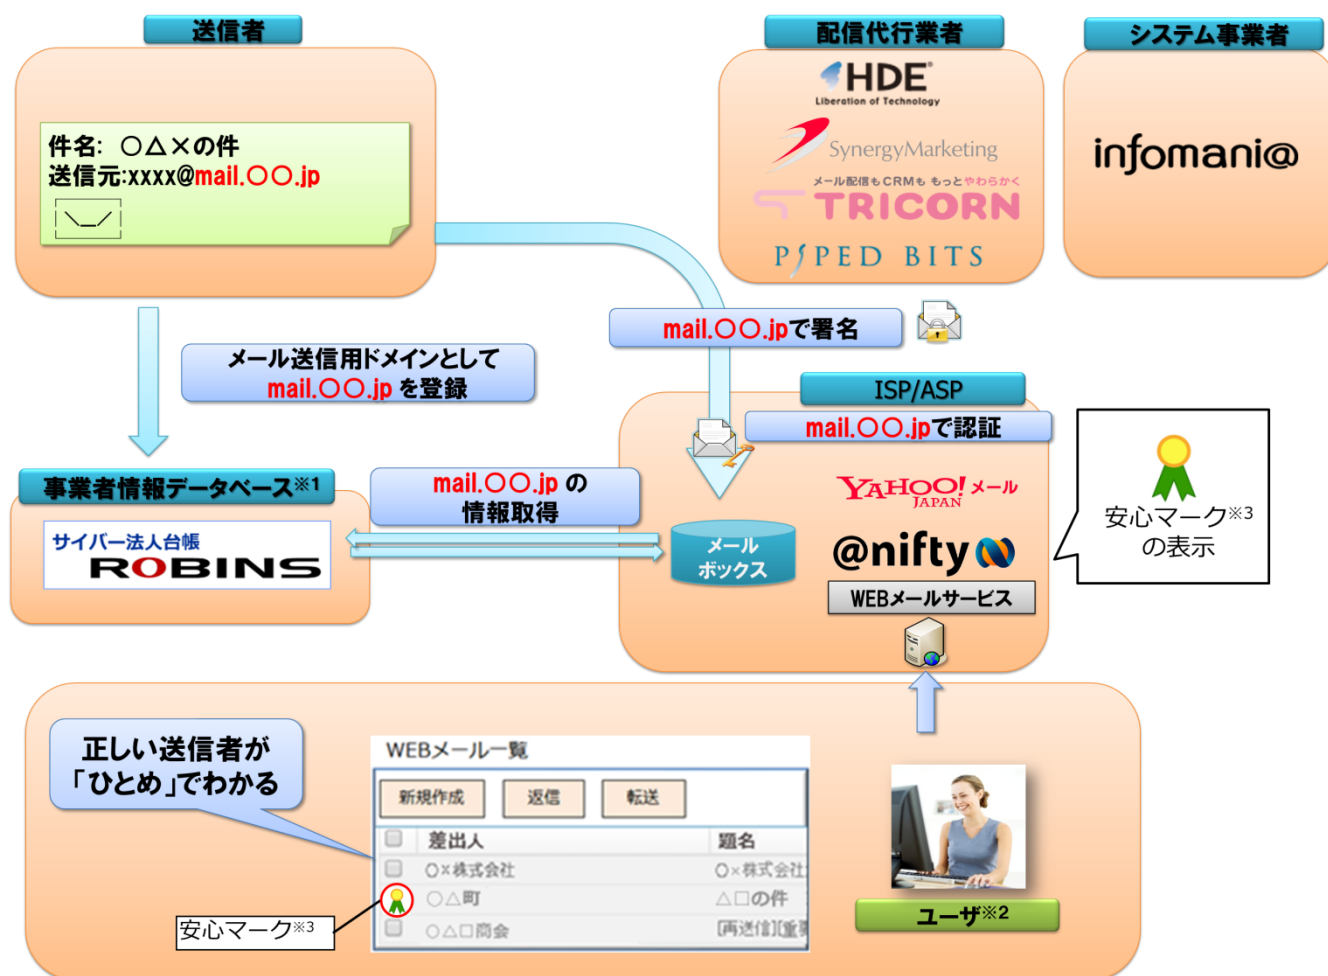 送信者
件名: ○△×の件
送信元:xxxx@mail.○○.jp
配信代行業者
HDE
Liberation of Technology
SynergyMarketing
メール配信もCRMも もっとやわらかく
TRICORN
PIPED BITS
システム事業者
infomani@
mail.○○.jpで署名
メール送信用ドメインとして
mail.○○.jp を登録
ISP/ASP
mail.○○.jpで認証
事業者情報データベース※1
サイバー法人台帳
ROBINS
mail.○○.jp の
情報取得
メール
ボックス
YAHOO! メール
JAPAN
@nifty
WEBメールサービス
安心マーク※3
の表示
正しい送信者が
「ひとめ」でわかる
WEBメール一覧
新規作成 返信 転送
差出人 題名
○×株式会社 ○×株式会社
○△町 △□の件
○△□商会 [再送信][重要
安心マーク※3
ユーザ※2